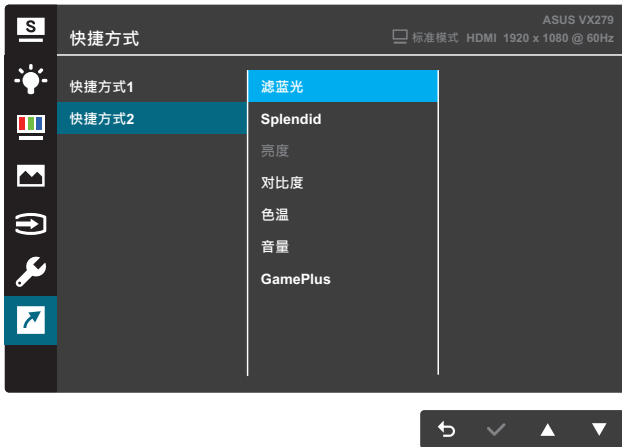 S
ASUS VX279
快捷方式
标准模式 HDMI 1920 x 1080 @ 60Hz
快捷方式1
快捷方式2
滤蓝光
Splendid
亮度
对比度
色温
音量
GamePlus